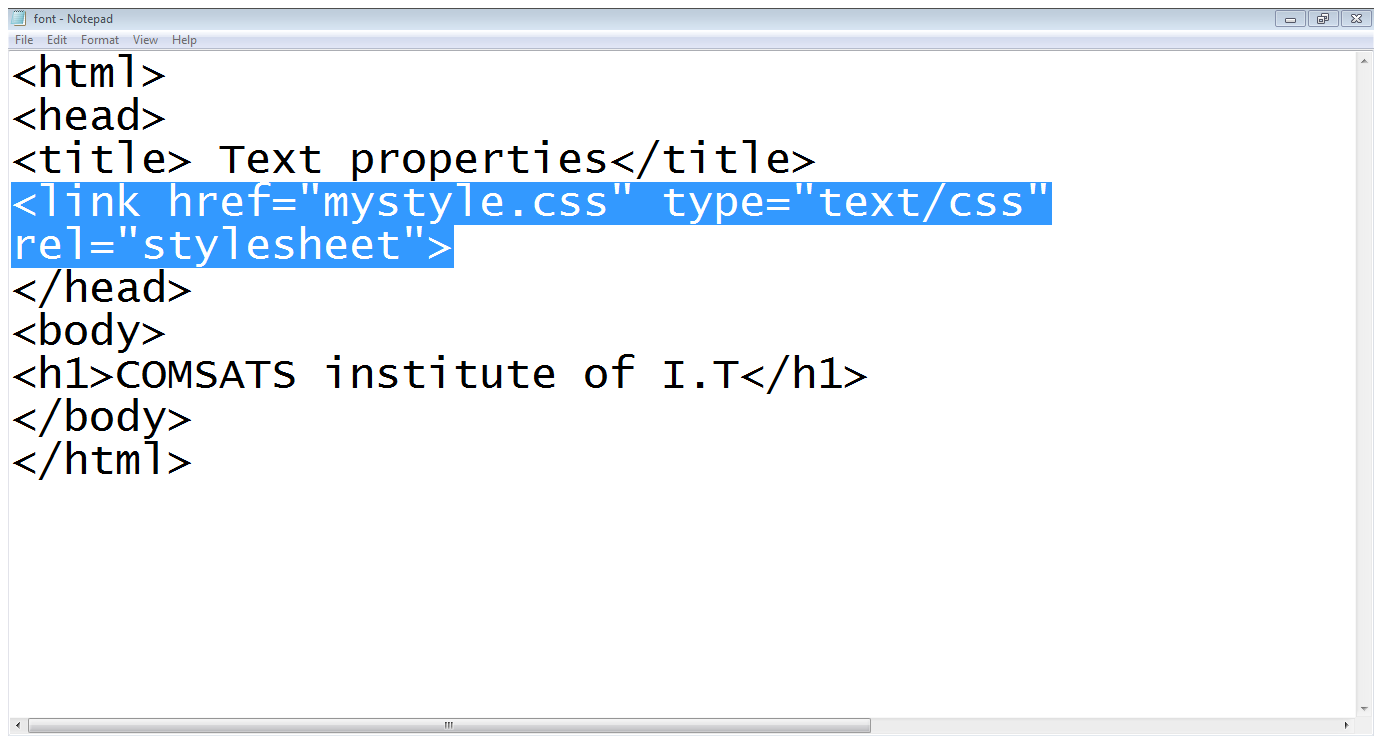 font - Notepad
File Edit Format View Help
<html>
<head>
<title> Text properties</title>
<link href="mystyle.css" type="text/css"
rel="stylesheet">
</head>
<body>
<h1>COMSATS institute of I.T</h1>
</body>
</html>